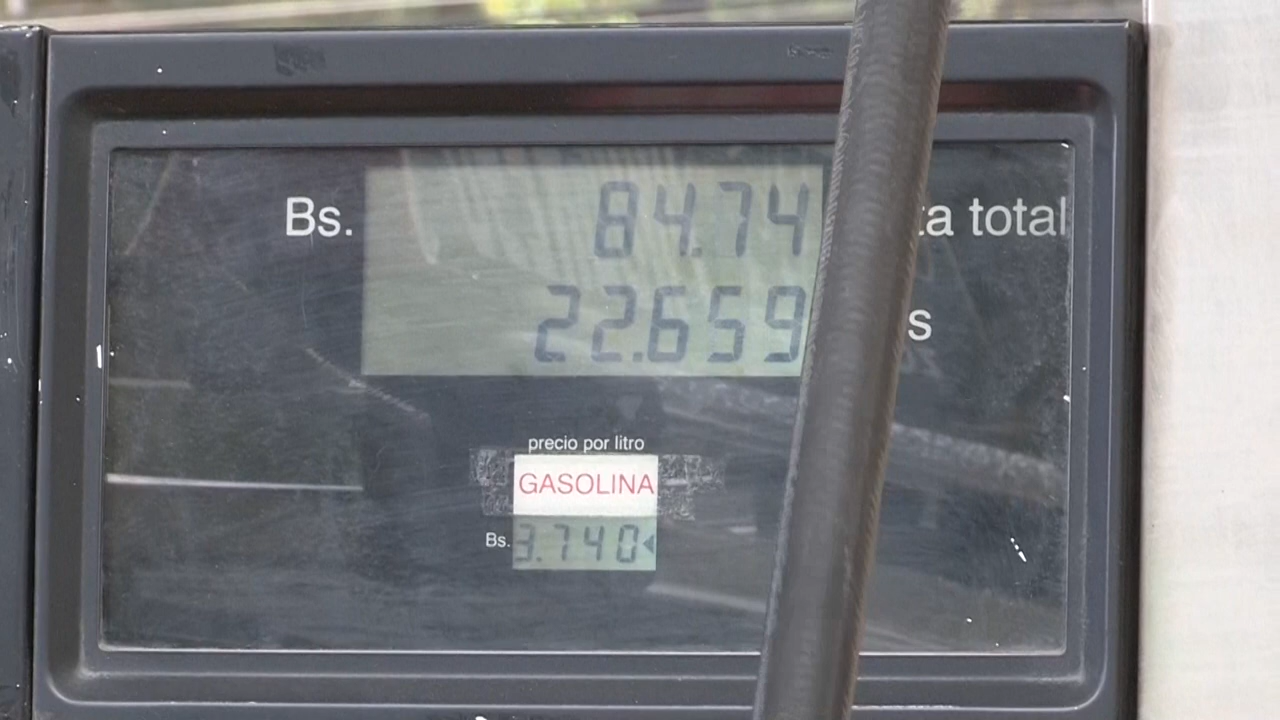 Bs. 84.74 ta total
22.659 s
precio por litro
GASOLINA
Bs. 3.740